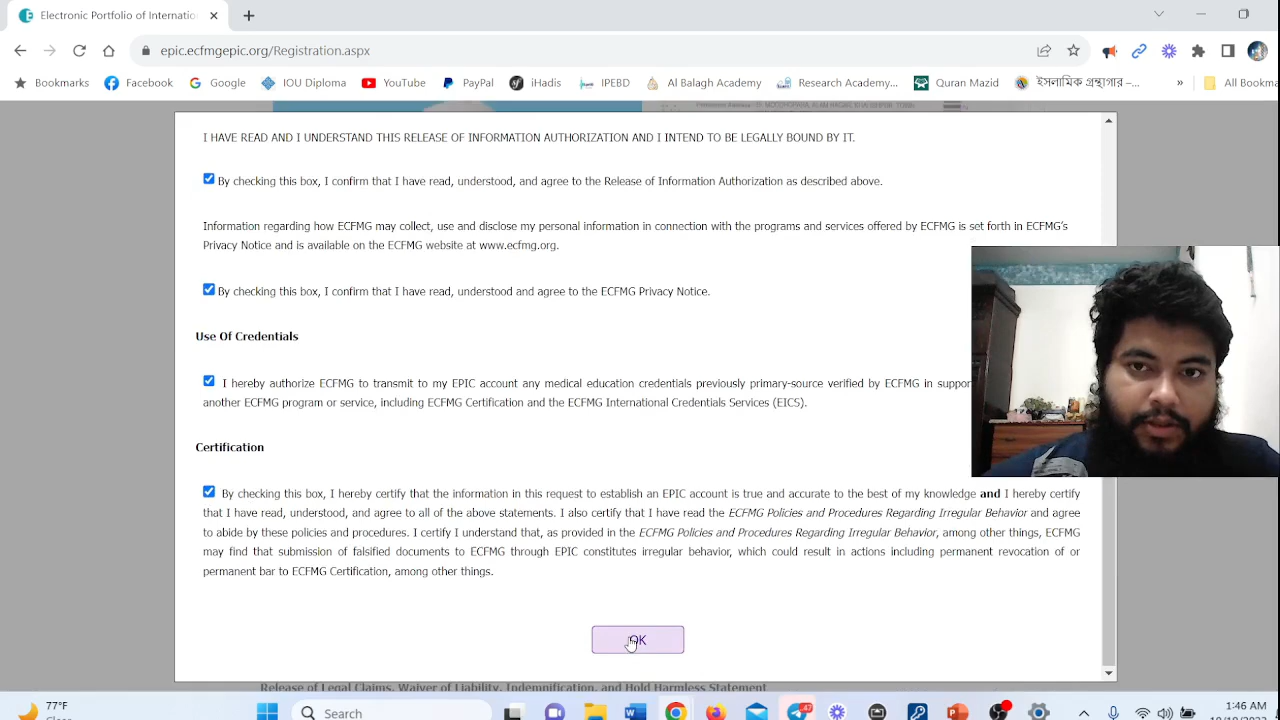 Electronic Portfolio of Internatio
epic.ecfmgepic.org/Registration.aspx
Bookmarks Facebook Google IOU Diploma YouTube PayPal iHadis IPEBD Al Balagh Academy Research Academy... Quran Mazid ইসলামিক গ্রন্থাগার –... » All Bookma
I HAVE READ AND I UNDERSTAND THIS RELEASE OF INFORMATION AUTHORIZATION AND I INTEND TO BE LEGALLY BOUND BY IT.
By checking this box, I confirm that I have read, understood, and agree to the Release of Information Authorization as described above.
Information regarding how ECFMG may collect, use and disclose my personal information in connection with the programs and services offered by ECFMG is set forth in ECFMG's
Privacy Notice and is available on the ECFMG website at www.ecfmg.org.
By checking this box, I confirm that I have read, understood and agree to the ECFMG Privacy Notice.
Use Of Credentials
I hereby authorize ECFMG to transmit to my EPIC account any medical education credentials previously primary-source verified by ECFMG in suppor
another ECFMG program or service, including ECFMG Certification and the ECFMG International Credentials Services (EICS).
Certification
By checking this box, I hereby certify that the information in this request to establish an EPIC account is true and accurate to the best of my knowledge and I hereby certify
that I have read, understood, and agree to all of the above statements. I also certify that I have read the ECFMG Policies and Procedures Regarding Irregular Behavior and agree
to abide by these policies and procedures. I certify I understand that, as provided in the ECFMG Policies and Procedures Regarding Irregular Behavior, among other things, ECFMG
may find that submission of falsified documents to ECFMG through EPIC constitutes irregular behavior, which could result in actions including permanent revocation of or
permanent bar to ECFMG Certification, among other things.
OK
Release of Legal Claims, Waiver of Liability, Indemnification, and Hold Harmless Statement
77°F
Search
1:46 AM